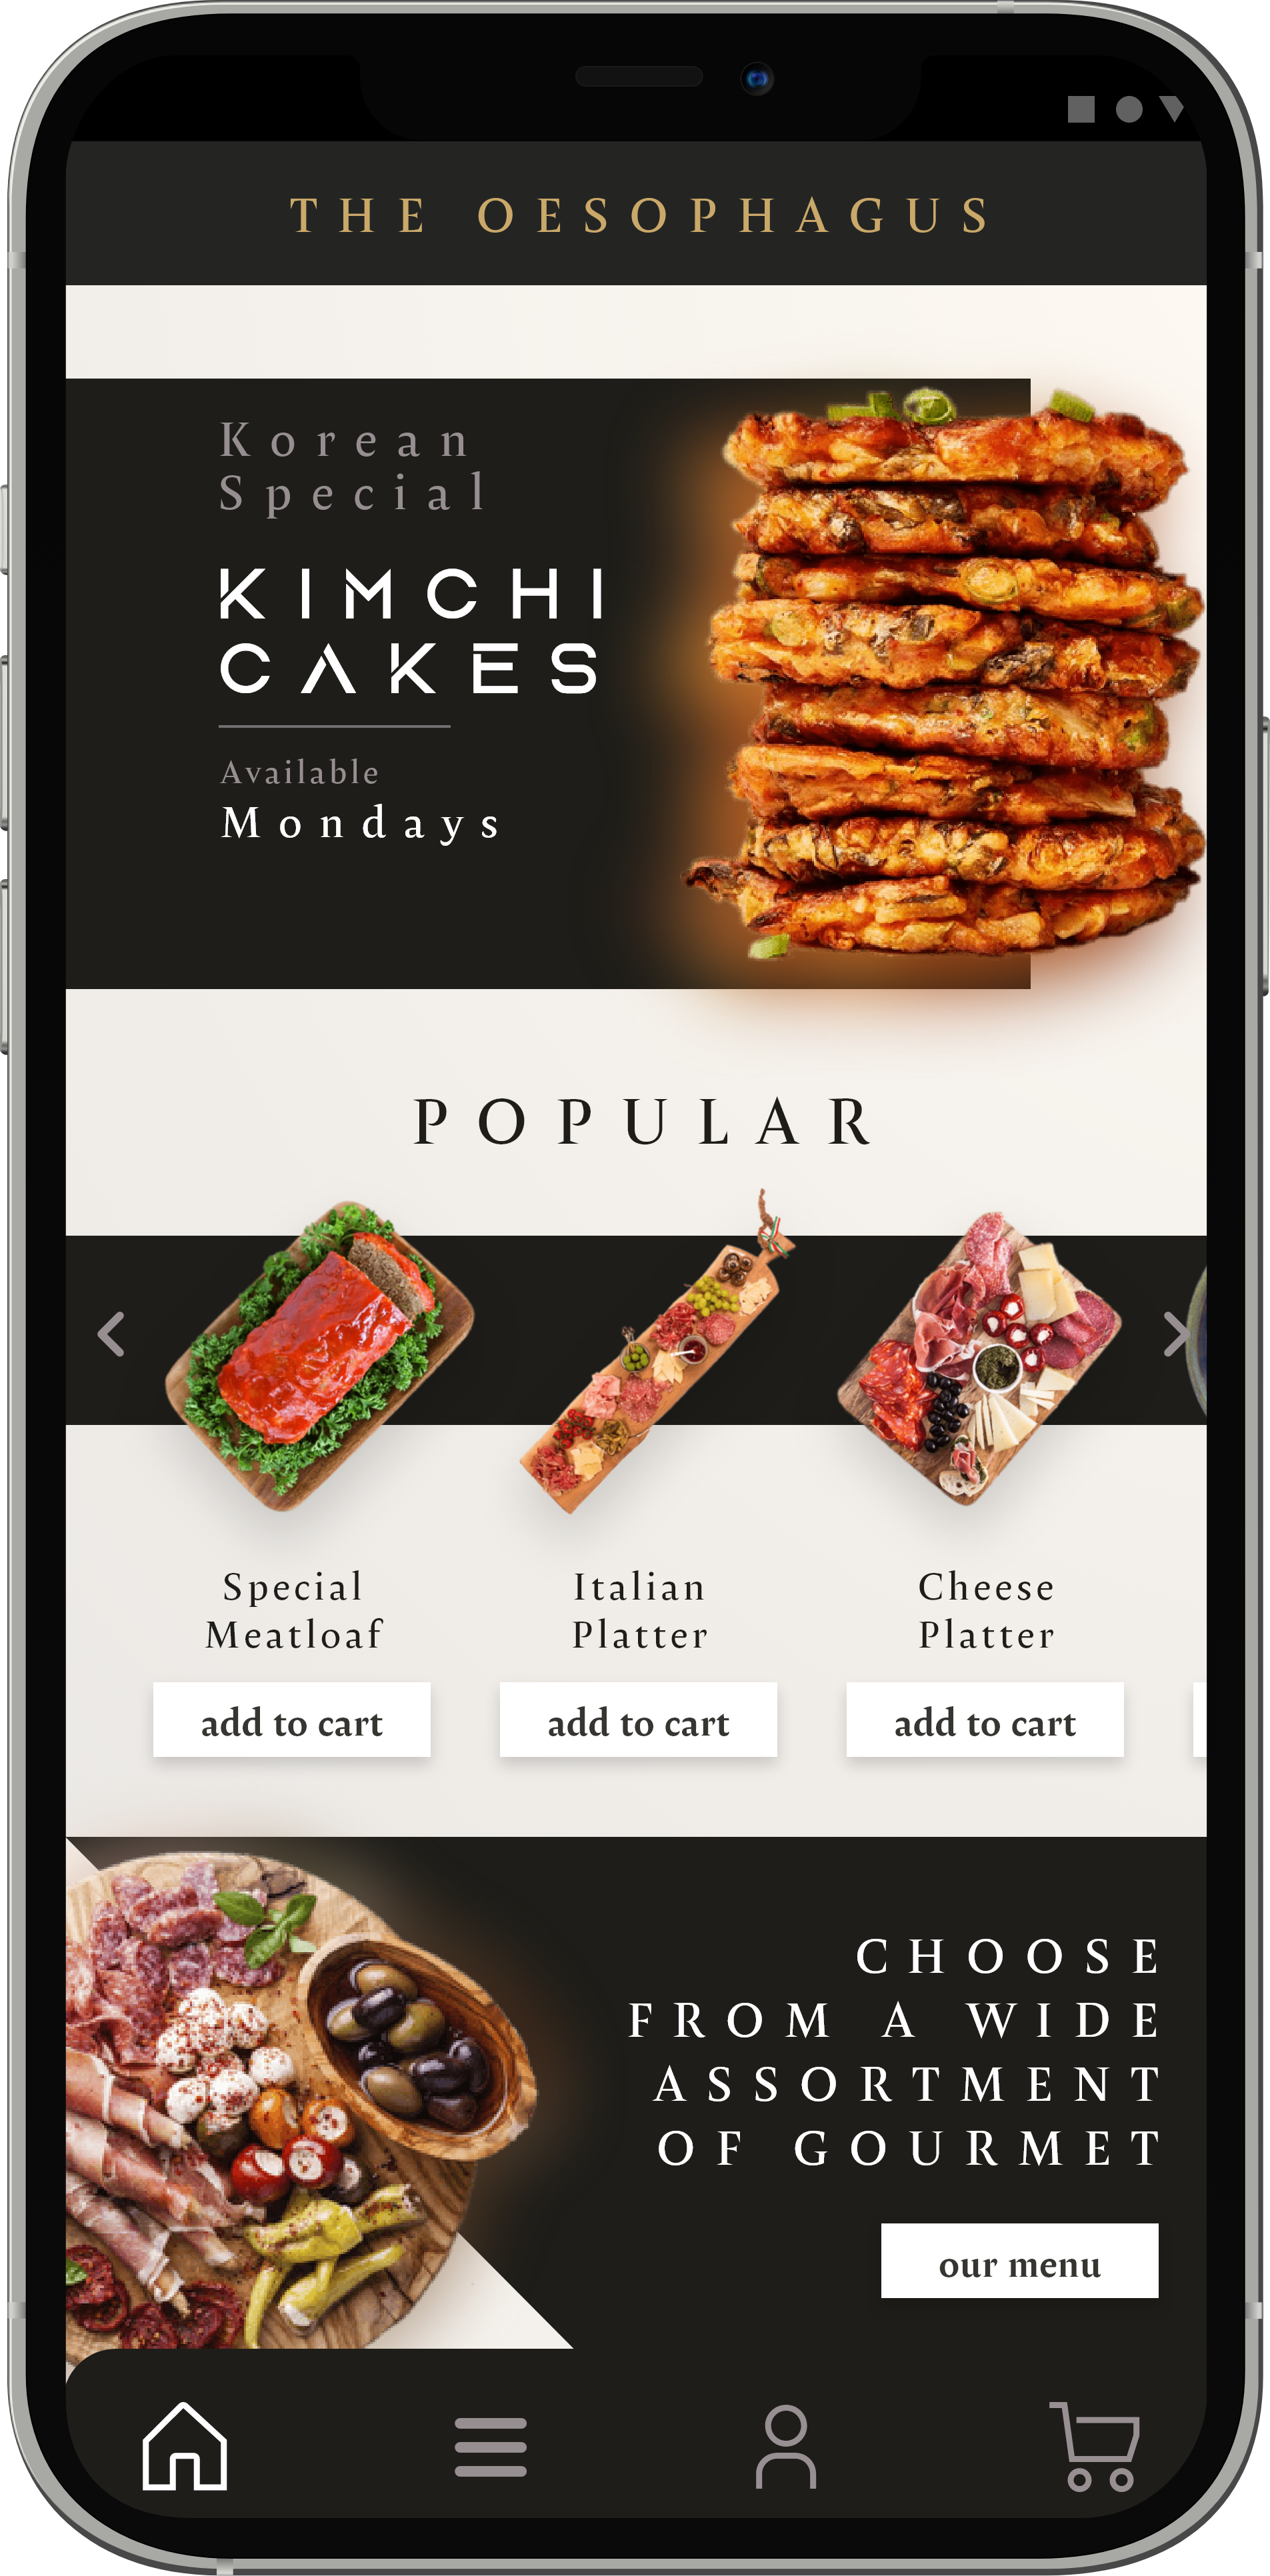 THE OESOPHAGUS
Korean
Special
KIMCHI
CAKES
Available
Mondays
POPULAR
Special
Meatloaf
Italian
Platter
Cheese
Platter
add to cart
add to cart
add to cart
CHOOSE
FROM A WIDE
ASSORTMENT
OF GOURMET
our menu